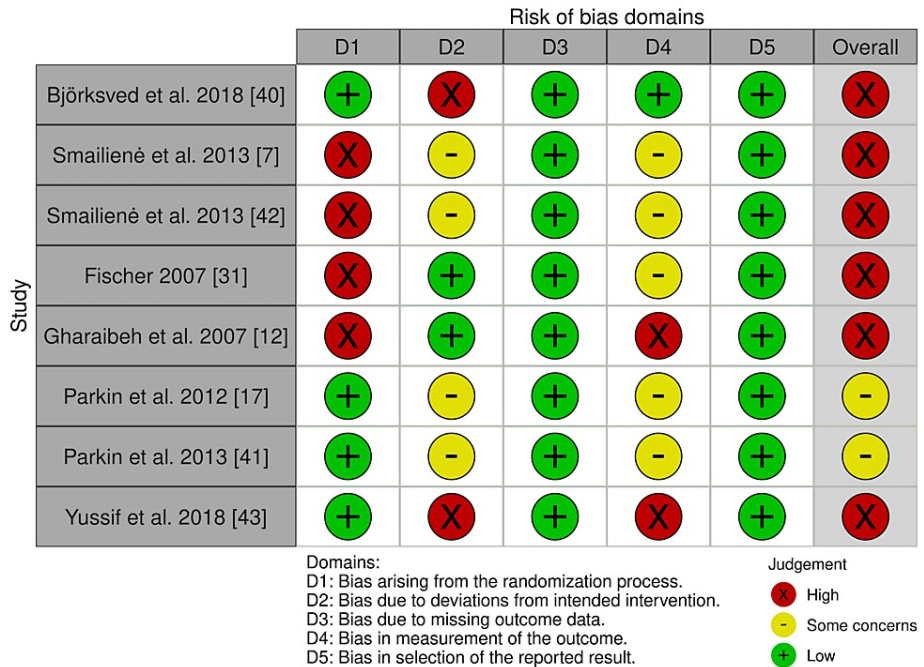 Risk of bias domains
D1 D2 D3 D4 D5 Overall
Study
Björksved et al. 2018 [40] + X + + + X
Smailienė et al. 2013 [7] X - + - + X
Smailienė et al. 2013 [42] X - + - + X
Fischer 2007 [31] X + + - + X
Gharaibeh et al. 2007 [12] X + + X + X
Parkin et al. 2012 [17] + - + - + -
Parkin et al. 2013 [41] + - + - + -
Yussif et al. 2018 [43] + X + X + X
Domains:
D1: Bias arising from the randomization process.
D2: Bias due to deviations from intended intervention.
D3: Bias due to missing outcome data.
D4: Bias in measurement of the outcome.
D5: Bias in selection of the reported result.
Judgement
X High
- Some concerns
+ Low